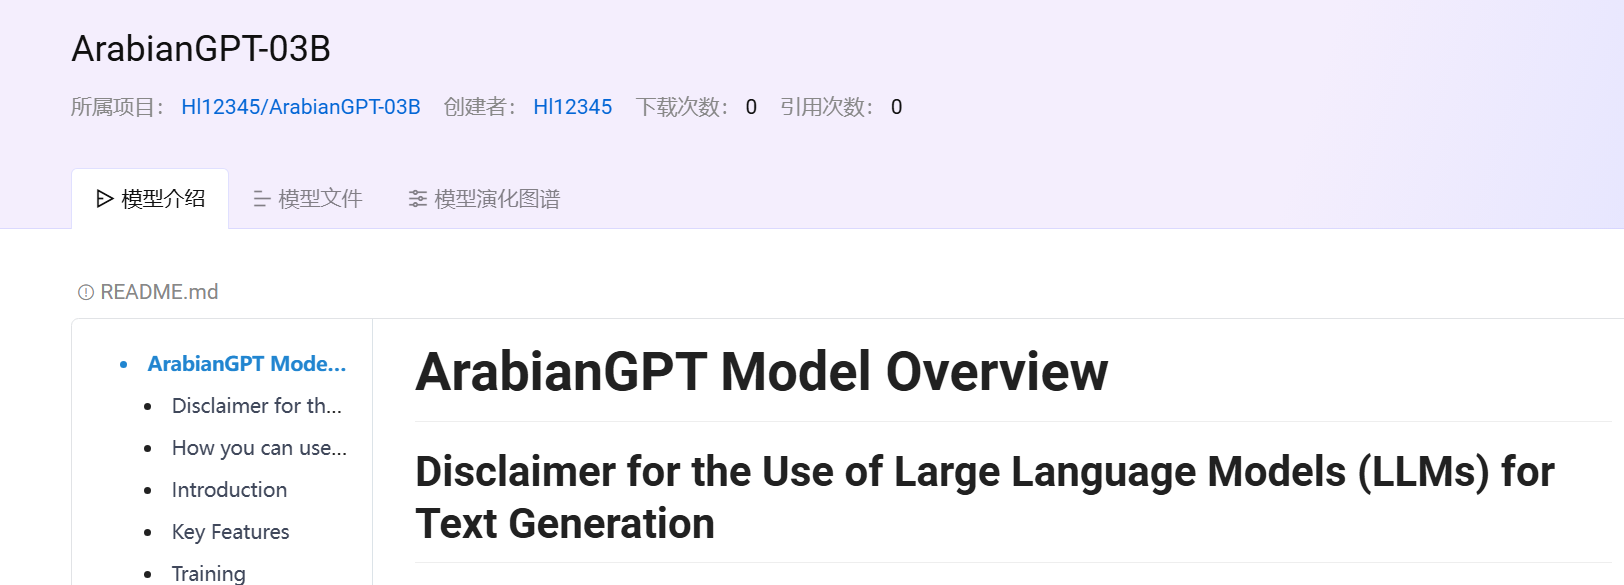 ArabianGPT-03B
所属项目： Hl12345/ArabianGPT-03B 创建者： Hl12345 下载次数： 0 引用次数： 0
模型介绍 模型文件 模型演化图谱
README.md
ArabianGPT Mode...
Disclaimer for th...
How you can use...
Introduction
Key Features
Training
ArabianGPT Model Overview
Disclaimer for the Use of Large Language Models (LLMs) for
Text Generation